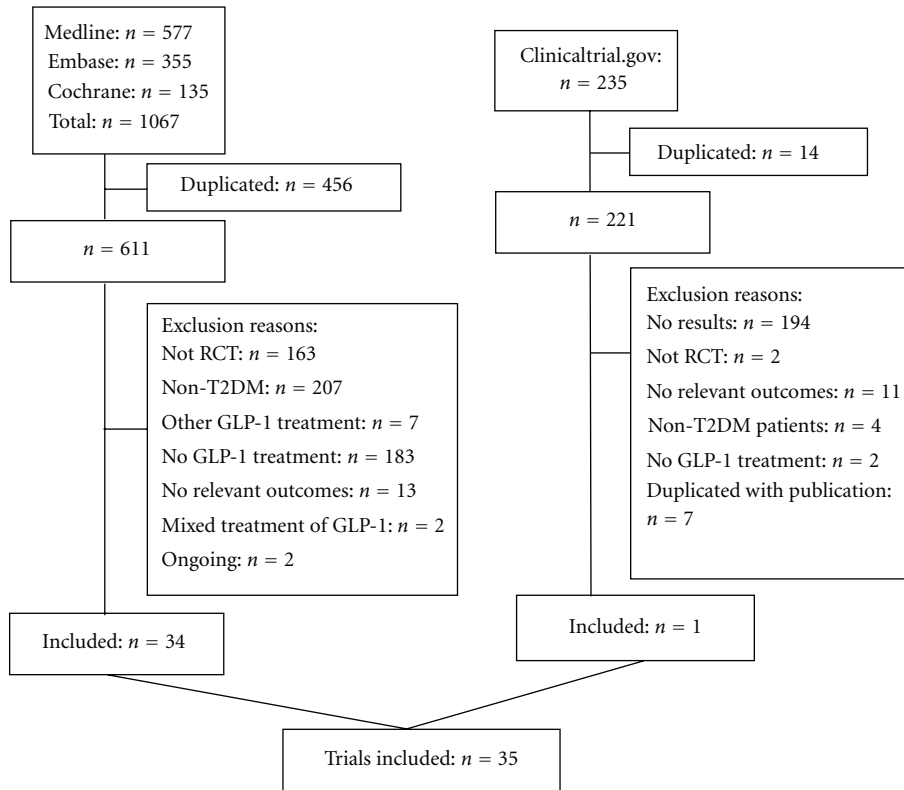 Medline: n = 577
Embase: n = 355
Cochrane: n = 135
Total: n = 1067
Duplicated: n = 456
n = 611
Exclusion reasons:
Not RCT: n = 163
Non-T2DM: n = 207
Other GLP-1 treatment: n = 7
No GLP-1 treatment: n = 183
No relevant outcomes: n = 13
Mixed treatment of GLP-1: n = 2
Ongoing: n = 2
Included: n = 34
Clinicaltrial.gov:
n = 235
Duplicated: n = 14
n = 221
Exclusion reasons:
No results: n = 194
Not RCT: n = 2
No relevant outcomes: n = 11
Non-T2DM patients: n = 4
No GLP-1 treatment: n = 2
Duplicated with publication:
n = 7
Included: n = 1
Trials included: n = 35